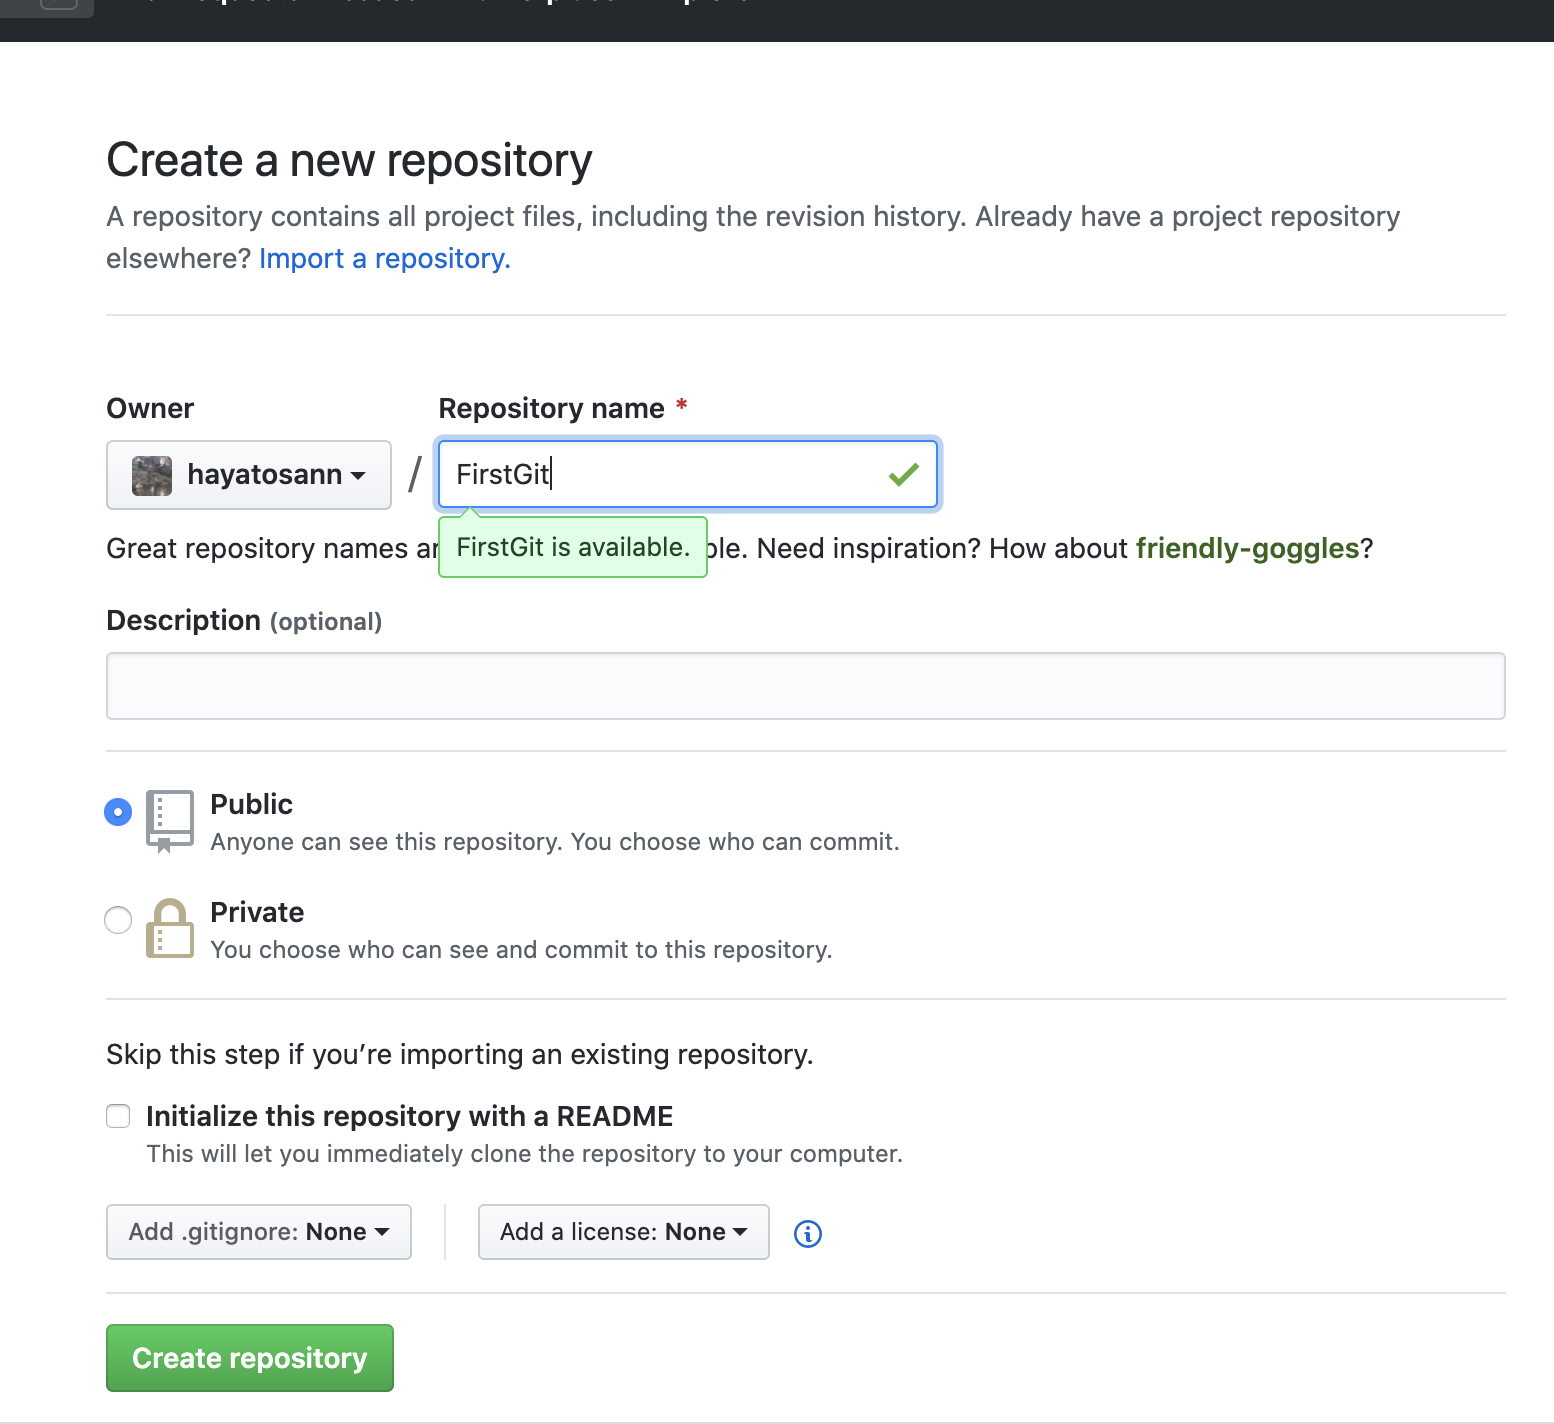 Create a new repository
A repository contains all project files, including the revision history. Already have a project repository
elsewhere? Import a repository.
Owner
Repository name *
hayatosann
/
FirstGit
Great repository names
FirstGit is available.
Need inspiration? How about friendly-goggles?
Description (optional)
Public
Anyone can see this repository. You choose who can commit.
Private
You choose who can see and commit to this repository.
Skip this step if you’re importing an existing repository.
Initialize this repository with a README
This will let you immediately clone the repository to your computer.
Add .gitignore: None
Add a license: None
Create repository